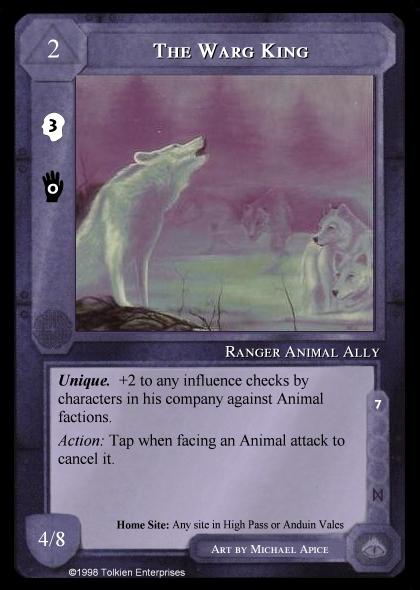 2
THE WARG KING
3
0
RANGER ANIMAL ALLY
Unique. +2 to any influence checks by
characters in his company against Animal
factions.
7
Action: Tap when facing an Animal attack to
cancel it.
Home Site: Any site in High Pass or Anduin Vales
4/8
ART BY MICHAEL APICE
©1998 Tolkien Enterprises